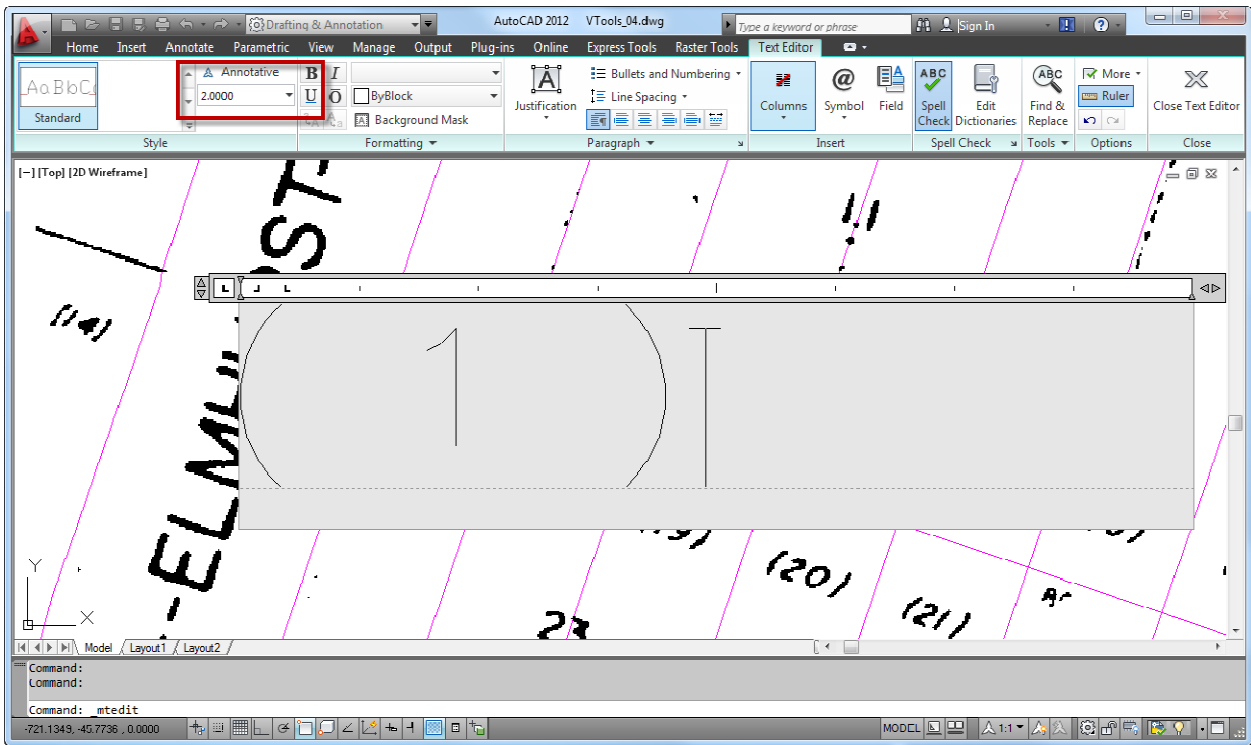 Drafting & Annotation
AutoCAD 2012 VTools_04.dwg
Type a keyword or phrase
Sign In
Home Insert Annotate Parametric View Manage Output Plug-ins Online Express Tools Raster Tools Text Editor
AaBbC
Standard
Annotative
2.0000
Style
B I
U O
ByBlock
Background Mask
Formatting
A
Justification
Bullets and Numbering
Line Spacing
Paragraph
Columns
@
Symbol
Field
Insert
ABC
Spell Check
Edit Dictionaries
Spell Check
ABC
Find & Replace
Tools
More
Ruler
Options
Close Text Editor
Close
[–] [Top] [2D Wireframe]
(14)
1
(20)
(21)
23
Y
X
Model Layout1 Layout2
Command:
Command:
Command: _mtedit
-721.1349, -45.7736 , 0.0000
MODEL
1:1